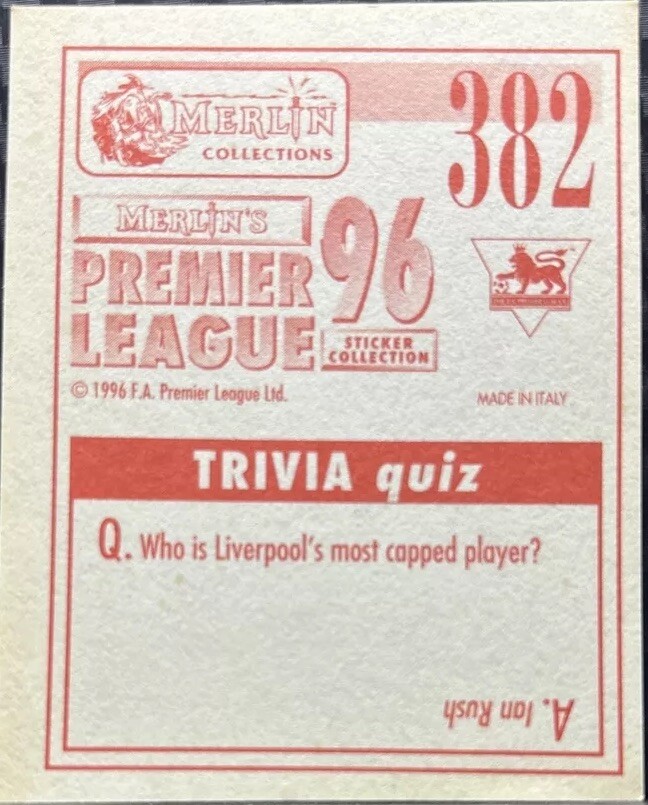 MERLIN™
COLLECTIONS
382
MERLIN'S
PREMIER
LEAGUE
96
STICKER
COLLECTION
© 1996 F.A. Premier League Ltd.
MADE IN ITALY
TRIVIA quiz
Q. Who is Liverpool's most capped player?
A. Ian Rush